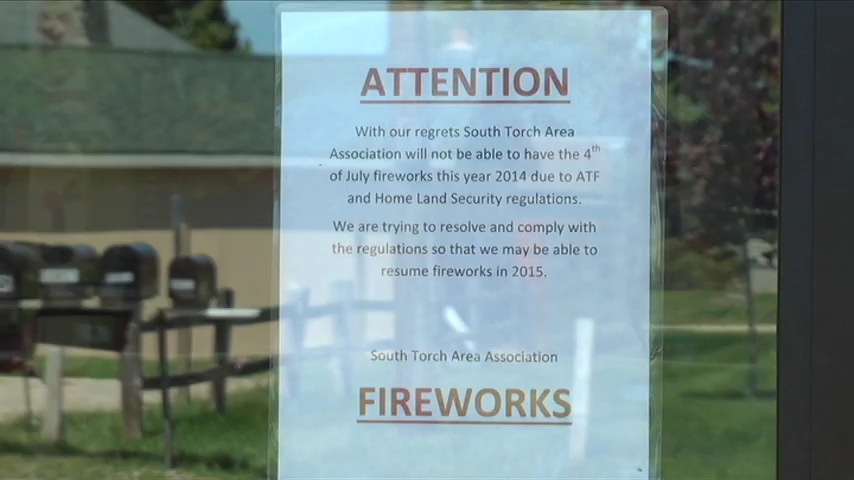 ATTENTION
With our regrets South Torch Area
Association will not be able to have the 4th
of July fireworks this year 2014 due to ATF
and Home Land Security regulations.
We are trying to resolve and comply with
the regulations so that we may be able to
resume fireworks in 2015.
South Torch Area Association
FIREWORKS